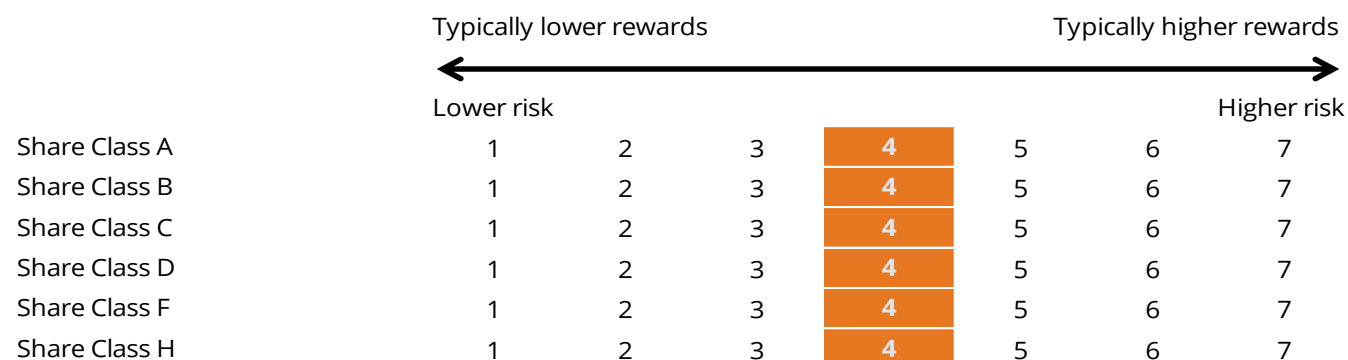 Typically lower rewards Typically higher rewards
Lower risk Higher risk
Share Class A 1 2 3 4 5 6 7
Share Class B 1 2 3 4 5 6 7
Share Class C 1 2 3 4 5 6 7
Share Class D 1 2 3 4 5 6 7
Share Class F 1 2 3 4 5 6 7
Share Class H 1 2 3 4 5 6 7